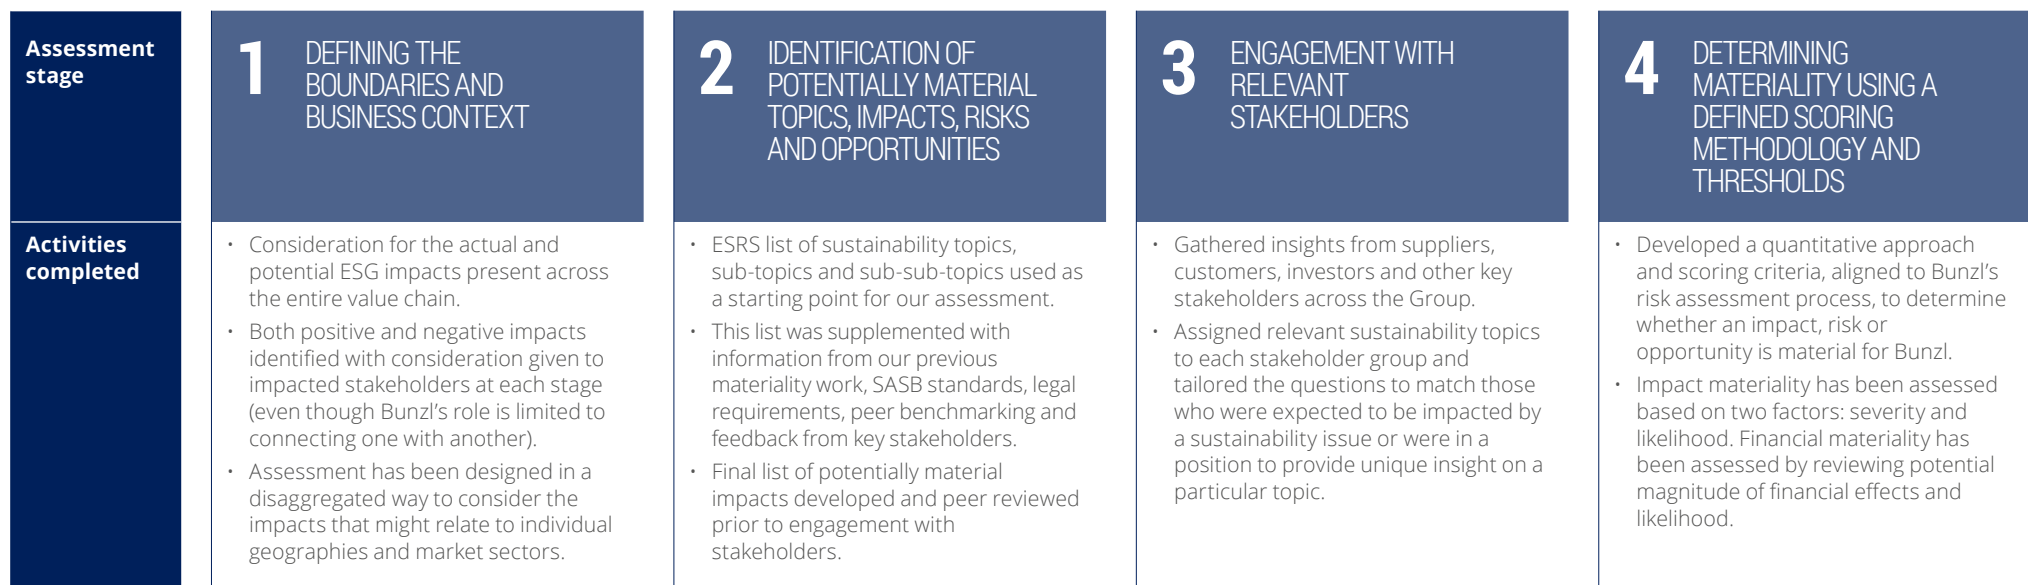 Assessment
stage
1
DEFINING THE
BOUNDARIES AND
BUSINESS CONTEXT
2
IDENTIFICATION OF
POTENTIALLY MATERIAL
TOPICS, IMPACTS, RISKS
AND OPPORTUNITIES
3
ENGAGEMENT WITH
RELEVANT
STAKEHOLDERS
4
DETERMINING
MATERIALITY USING A
DEFINED SCORING
METHODOLOGY AND
THRESHOLDS
Activities
completed
• Consideration for the actual and
potential ESG impacts present across
the entire value chain.
• Both positive and negative impacts
identified with consideration given to
impacted stakeholders at each stage
(even though Bunzl’s role is limited to
connecting one with another).
• Assessment has been designed in a
disaggregated way to consider the
impacts that might relate to individual
geographies and market sectors.
• ESRS list of sustainability topics,
sub-topics and sub-sub-topics used as
a starting point for our assessment.
• This list was supplemented with
information from our previous
materiality work, SASB standards, legal
requirements, peer benchmarking and
feedback from key stakeholders.
• Final list of potentially material
impacts developed and peer reviewed
prior to engagement with
stakeholders.
• Gathered insights from suppliers,
customers, investors and other key
stakeholders across the Group.
• Assigned relevant sustainability topics
to each stakeholder group and
tailored the questions to match those
who were expected to be impacted by
a sustainability issue or were in a
position to provide unique insight on a
particular topic.
• Developed a quantitative approach
and scoring criteria, aligned to Bunzl’s
risk assessment process, to determine
whether an impact, risk or
opportunity is material for Bunzl.
• Impact materiality has been assessed
based on two factors: severity and
likelihood. Financial materiality has
been assessed by reviewing potential
magnitude of financial effects and
likelihood.